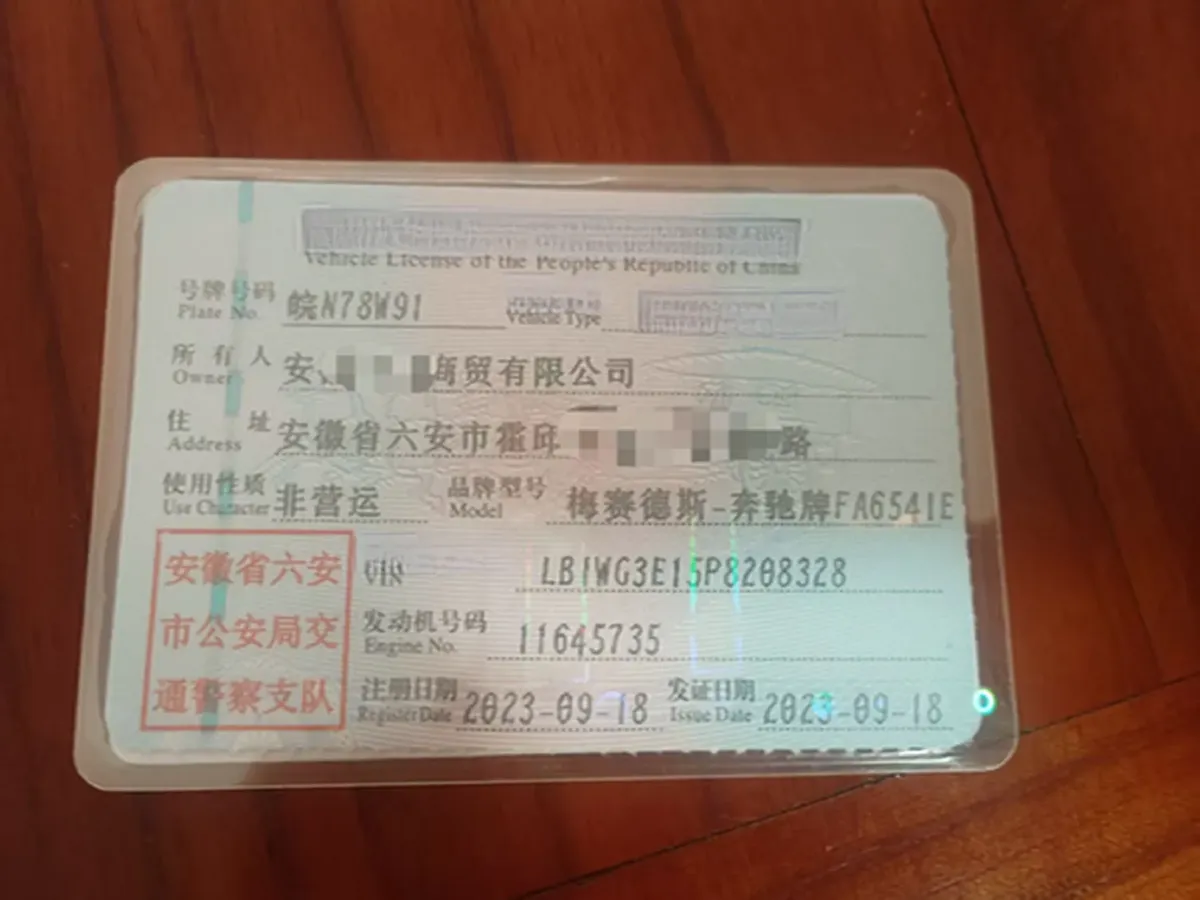 Vehicle License of the People's Republic of China
号牌号码 皖N78W91 Vehicle Type
Plate No.
所有人 安 商贸有限公司
Owner
住址 安徽省六安市霍邱 路
Address
使用性质 非营运 品牌型号 梅赛德斯-奔驰牌FA6541E
Use Character Model
安徽省六安 VIN LB1WG3E15P8208328
市公安局交 发动机号码 11645735
Engine No.
通警察支队 注册日期 2023-09-18 发证日期 2023-09-18
Register Date Issue Date